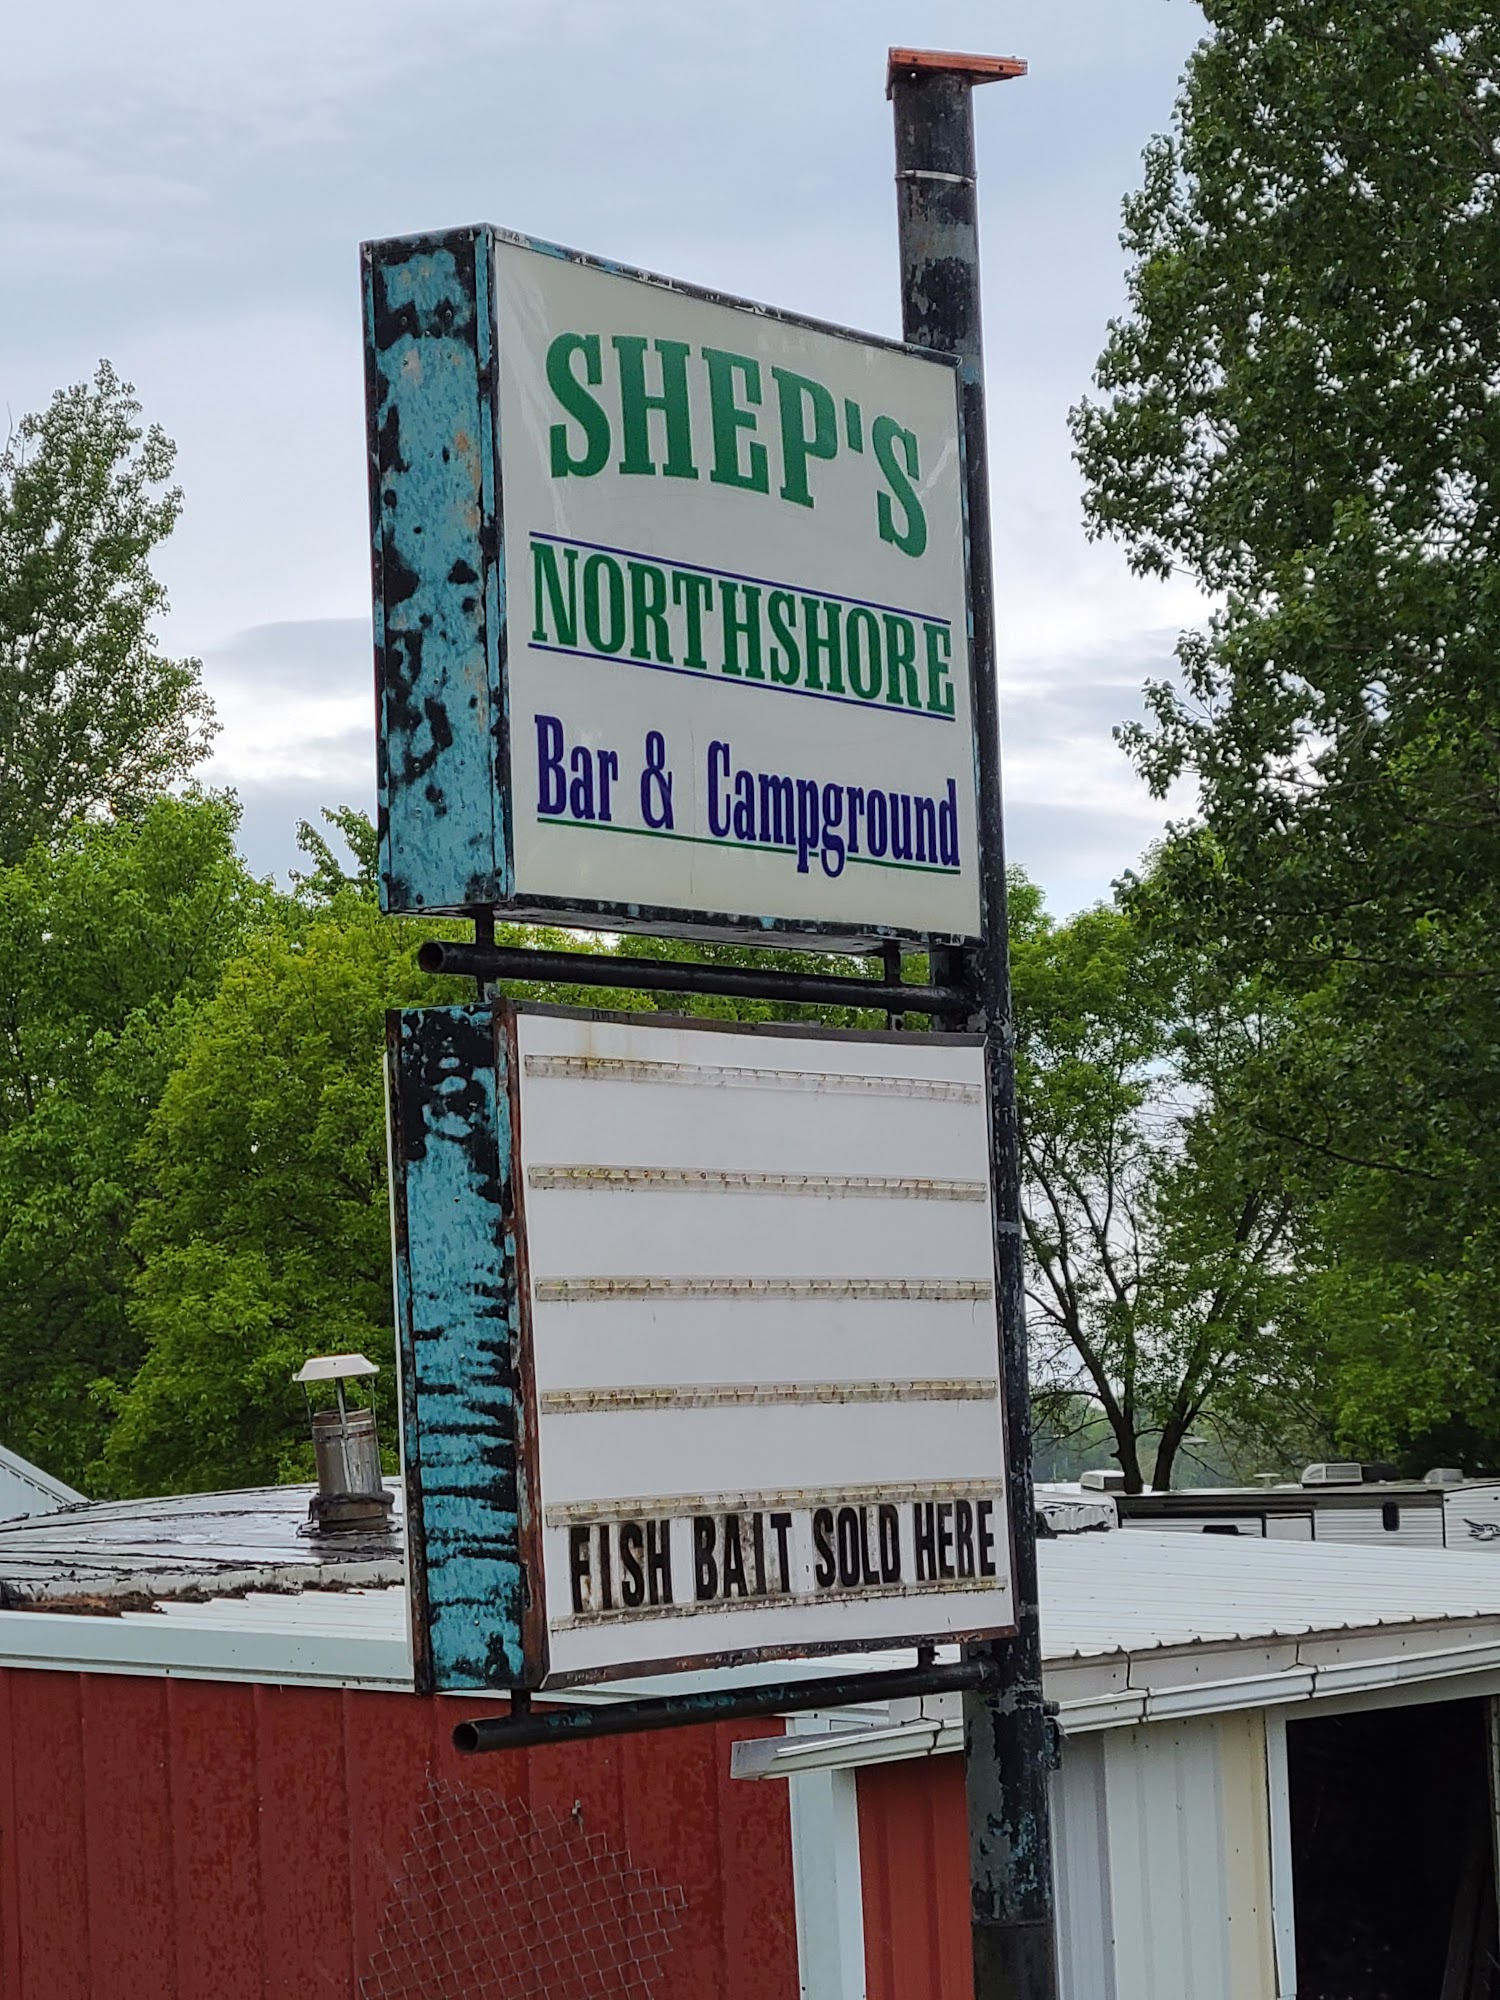 SHEP'S
NORTHSHORE
Bar & Campground
FISH BAIT SOLD HERE